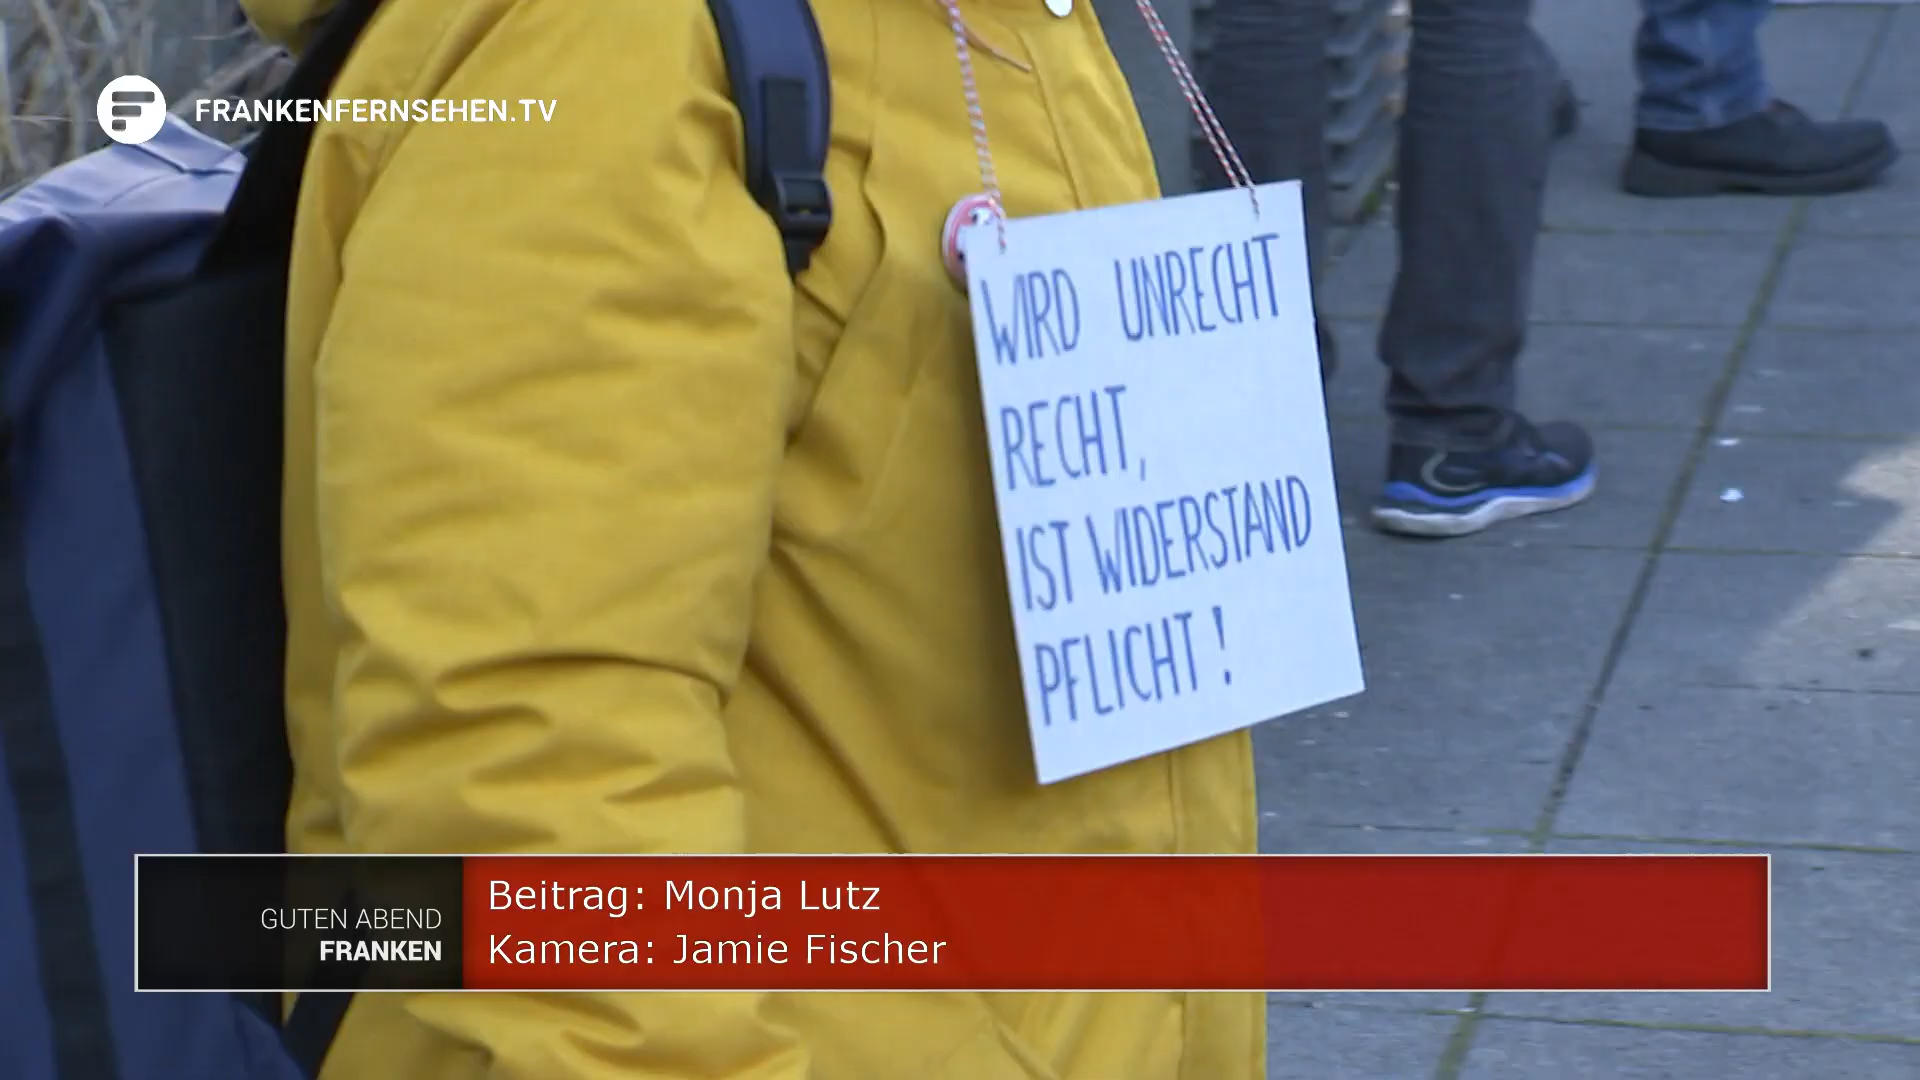 FRANKENFERNSEHEN.TV
WIRD UNRECHT
RECHT,
IST WIDERSTAND
PFLICHT!
GUTEN ABEND
FRANKEN
Beitrag: Monja Lutz
Kamera: Jamie Fischer